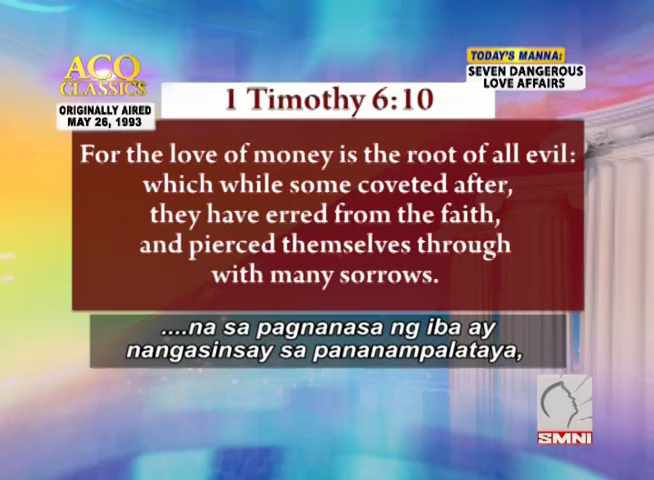 ACQ
CLASSICS
ORIGINALLY AIRED
MAY 26, 1993
TODAY'S MANNA:
SEVEN DANGEROUS
LOVE AFFAIRS
1 Timothy 6:10
For the love of money is the root of all evil:
which while some coveted after,
they have erred from the faith,
and pierced themselves through
with many sorrows.
....na sa pagnanasa ng iba ay
nangasinsay sa pananampalataya,
SMNI